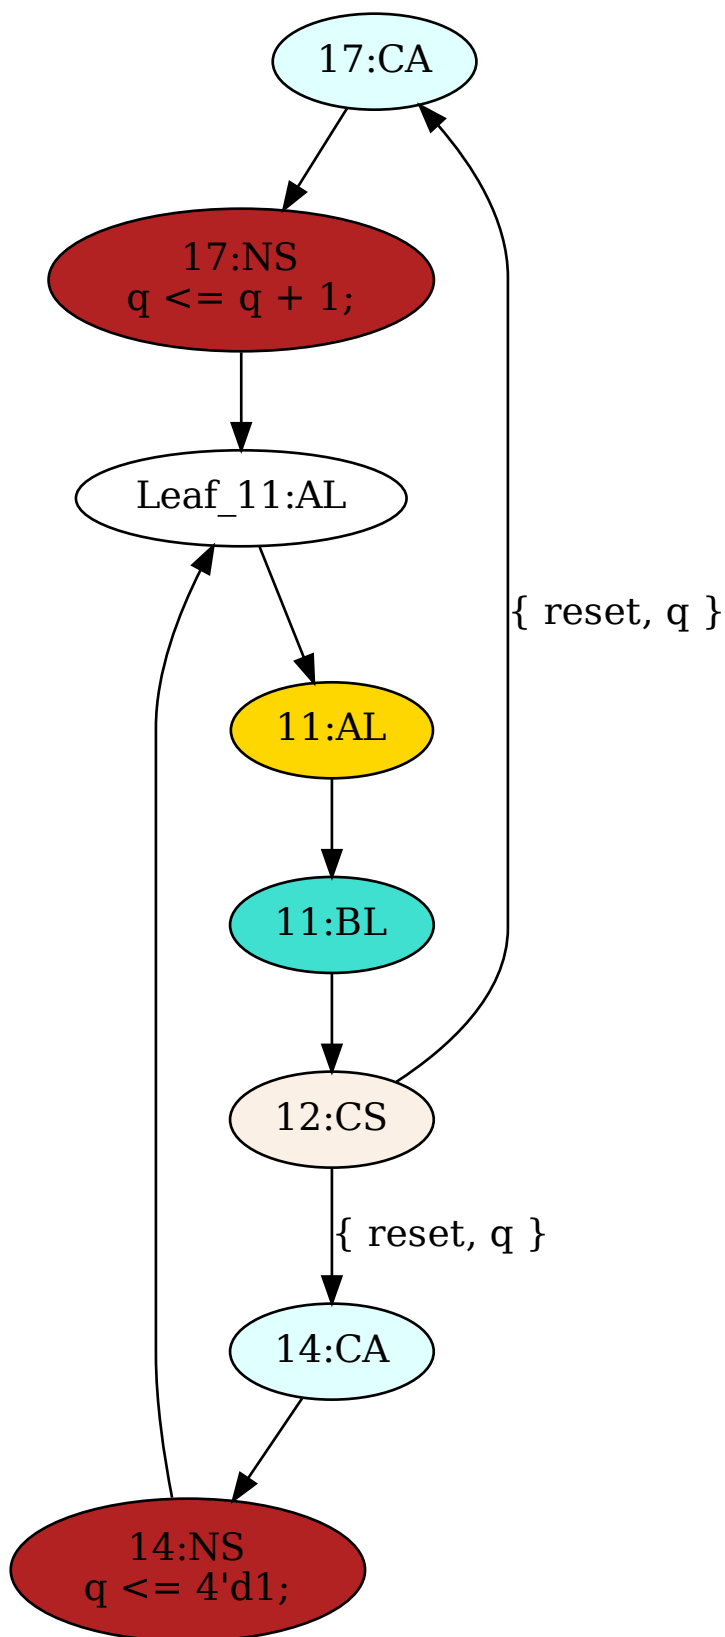 17:CA
17:NS
q <= q + 1;
Leaf_11:AL
{ reset, q }
11:AL
11:BL
12:CS
{ reset, q }
14:CA
14:NS
q <= 4'd1;